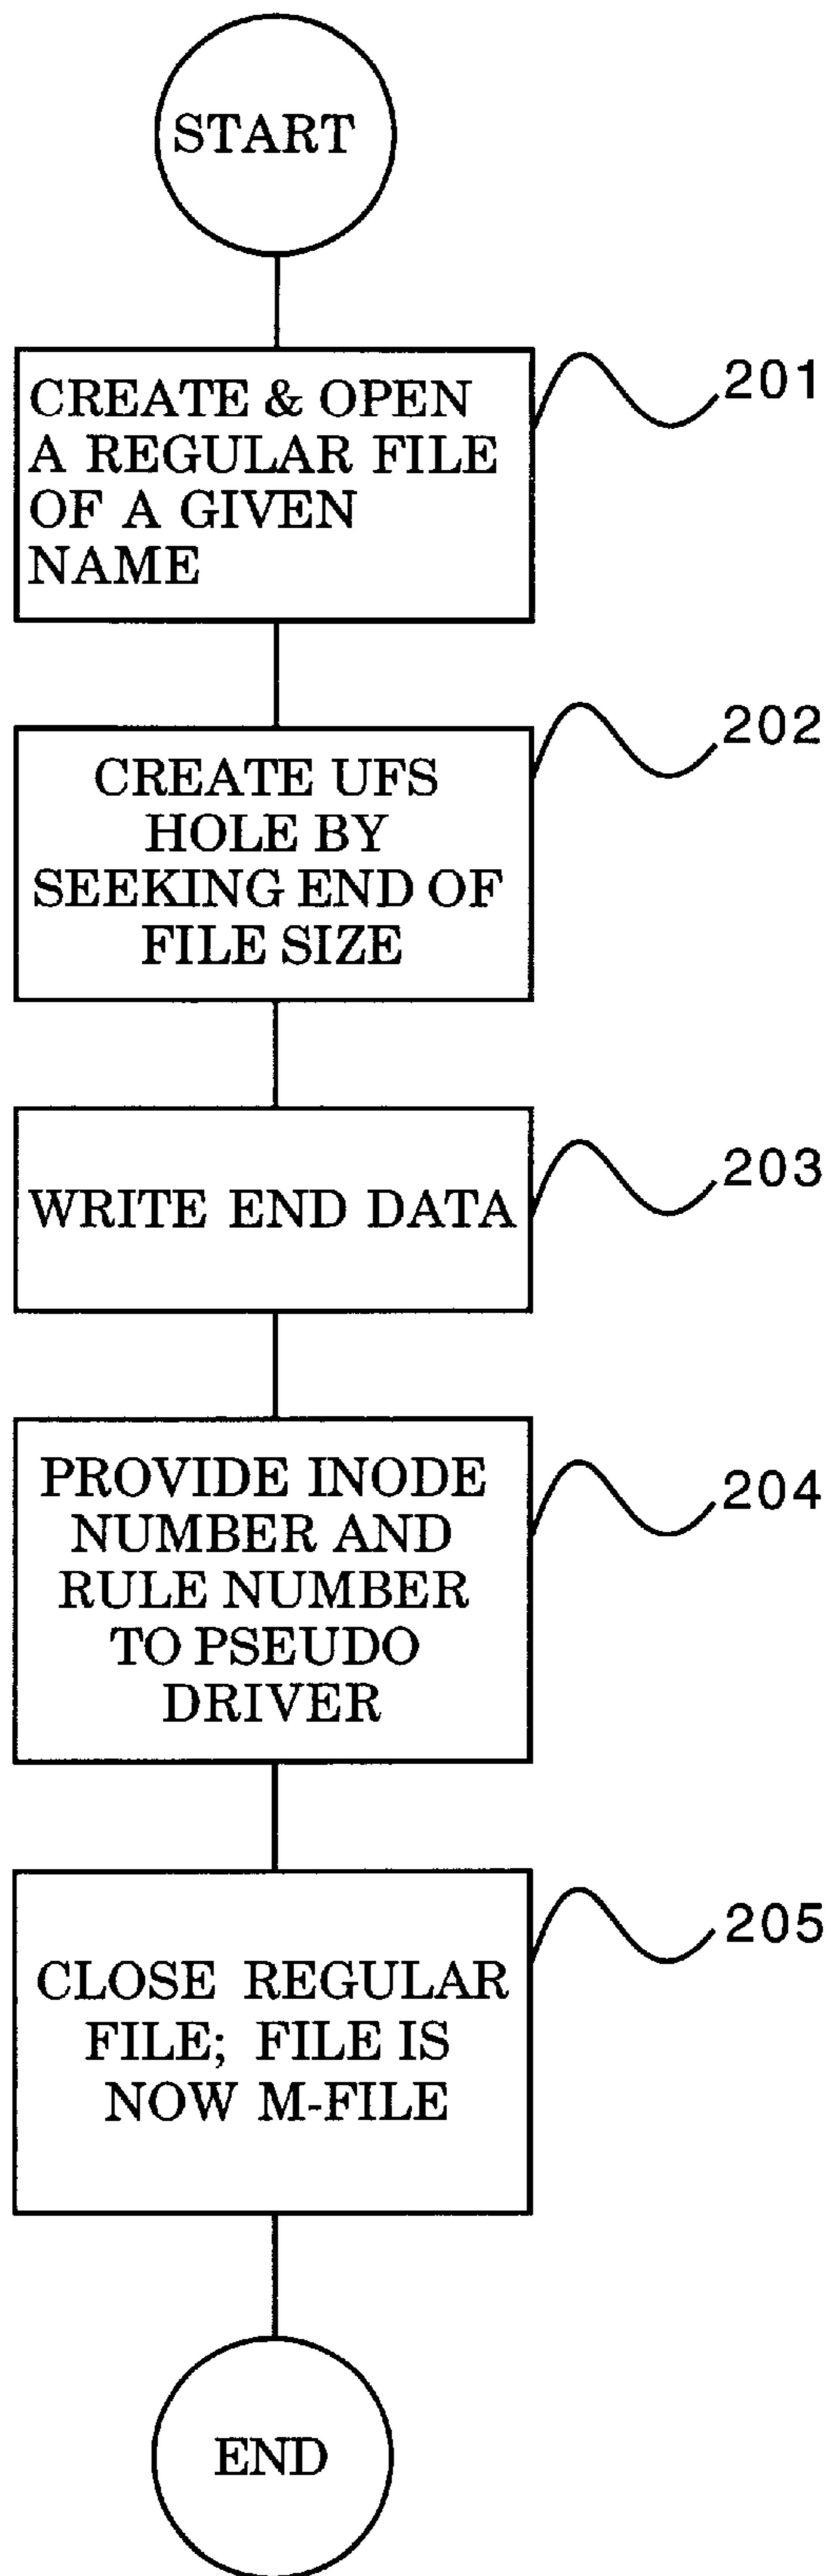 START
CREATE & OPEN
A REGULAR FILE
OF A GIVEN
NAME
201
CREATE UFS
HOLE BY
SEEKING END OF
FILE SIZE
202
WRITE END DATA
203
PROVIDE INODE
NUMBER AND
RULE NUMBER
TO PSEUDO
DRIVER
204
CLOSE REGULAR
FILE; FILE IS
NOW M-FILE
205
END